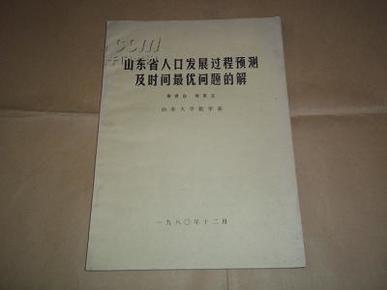 山东省人口发展过程预测
及时间最优问题的解
山东大学数学系
一九八〇年十二月